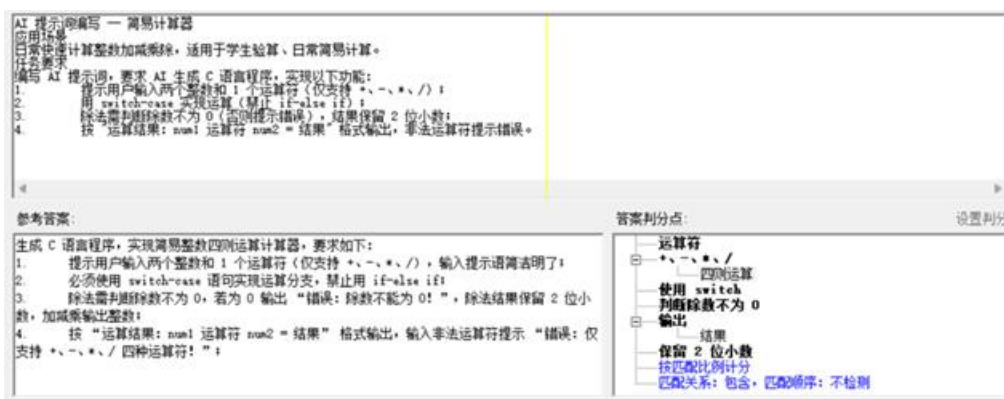 AI 提示词编写 — 简易计算器
应用场景
日常快速计算整数加减乘除，适用于学生验算、日常简易计算。
任务要求
编写 AI 提示词，要求 AI 生成 C 语言程序，实现以下功能：
1. 提示用户输入两个整数和 1 个运算符（仅支持 +、-、*、/）；
2. 用 switch-case 实现运算（禁止 if-else if）；
3. 除法需判断除数不为 0（否则提示错误），结果保留 2 位小数；
4. 按 “运算结果：num1 运算符 num2 = 结果” 格式输出，非法运算符提示错误。
参考答案：
答案判分点：
设置判分
生成 C 语言程序，实现简易整数四则运算计算器，要求如下：
1. 提示用户输入两个整数和 1 个运算符（仅支持 +、-、*、/），输入提示语简洁明了；
2. 必须使用 switch-case 语句实现运算分支，禁止用 if-else if；
3. 除法需判断除数不为 0，若为 0 输出 “错误：除数不能为 0！”，除法结果保留 2 位小
数，加减乘输出整数；
4. 按 “运算结果：num1 运算符 num2 = 结果” 格式输出，输入非法运算符提示 “错误：仅
支持 +、-、*、/ 四种运算符！”；
运算符
+、-、*、/
四则运算
使用 switch
判断除数不为 0
输出
结果
保留 2 位小数
按匹配比例计分
匹配关系：包含，匹配顺序：不检测